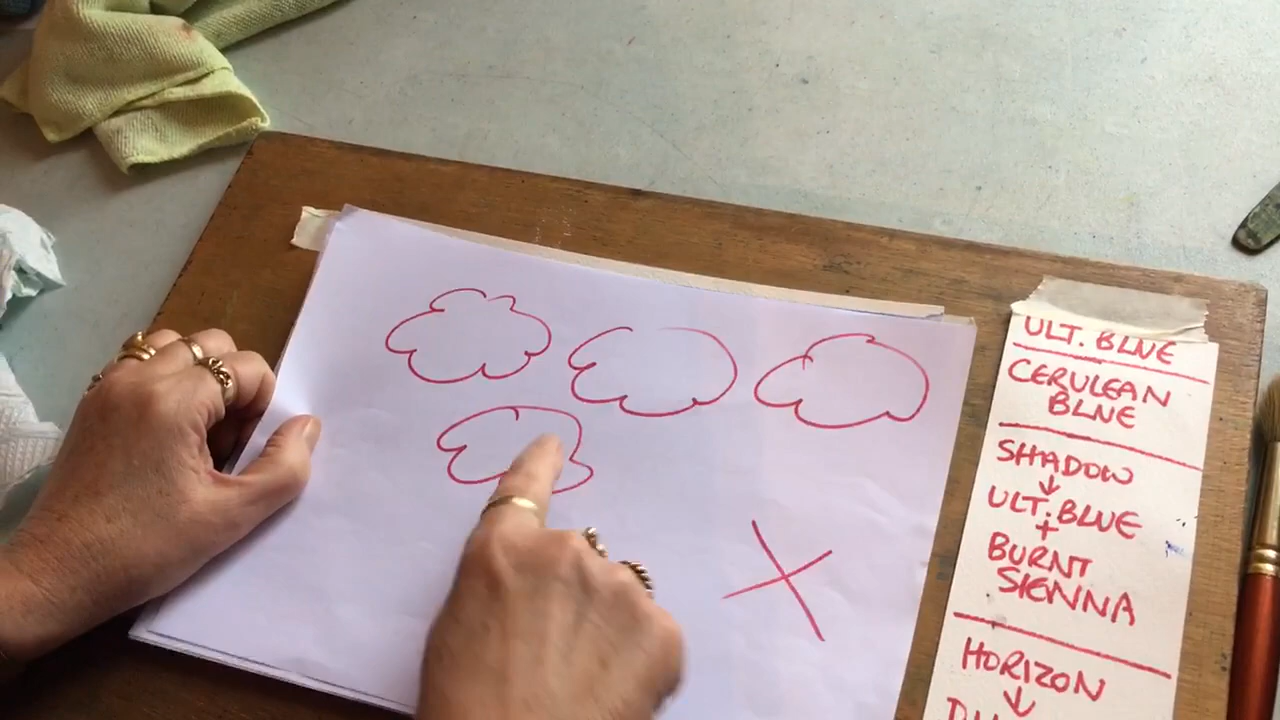 ULT. BLUE
CERULEAN
BLUE
SHADOW
↓
ULT. BLUE
+
BURNT
SIENNA
HORIZON
↓